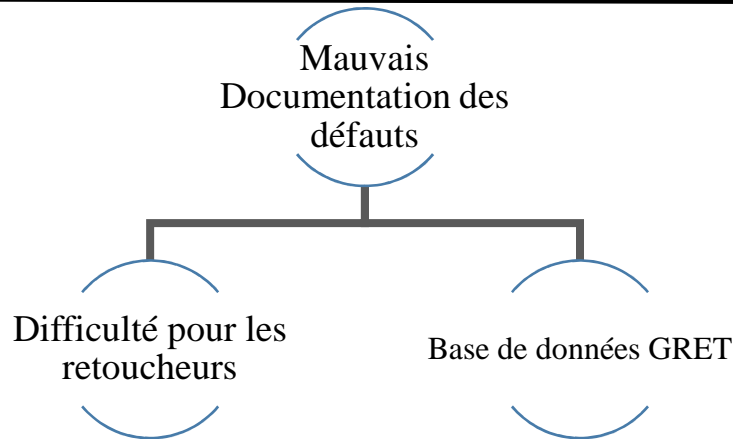 Mauvais
Documentation des
défauts
Difficulté pour les
retoucheurs
Base de données GRET